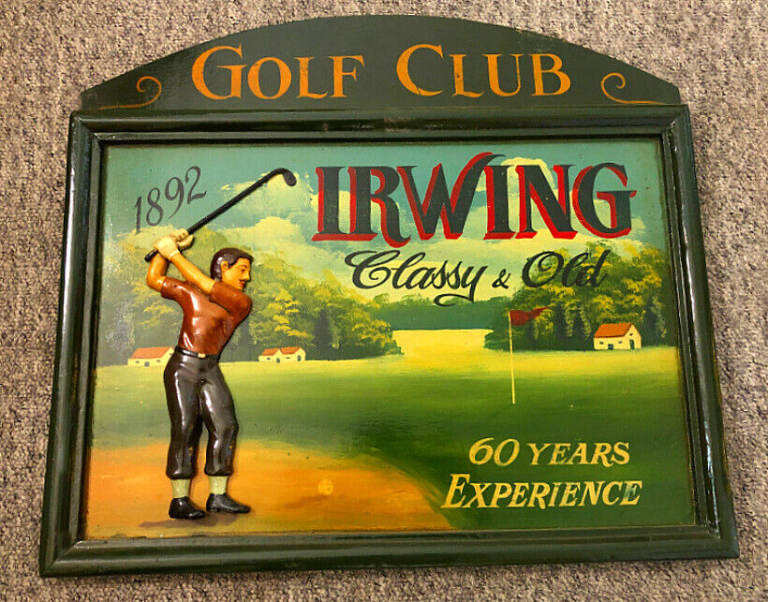 GOLF CLUB
1892
IRWING
Classy & Old
60 YEARS
EXPERIENCE